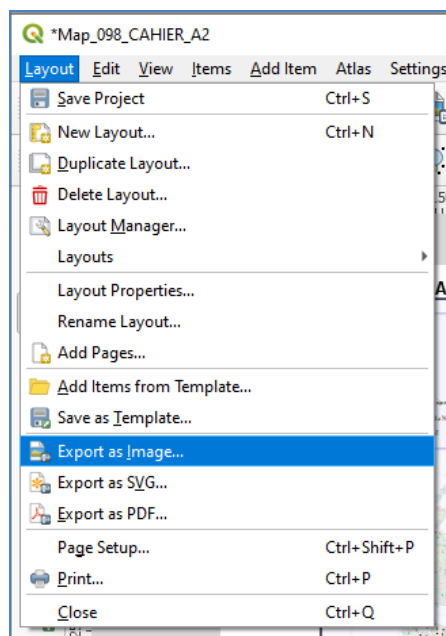 *Map_098_CAHIER_A2
Layout Edit View Items Add Item Atlas Settings
Save Project Ctrl+S
New Layout... Ctrl+N
Duplicate Layout...
Delete Layout...
Layout Manager...
Layouts
Layout Properties...
Rename Layout...
Add Pages...
Add Items from Template...
Save as Template...
Export as Image...
Export as SVG...
Export as PDF...
Page Setup... Ctrl+Shift+P
Print... Ctrl+P
Close Ctrl+Q